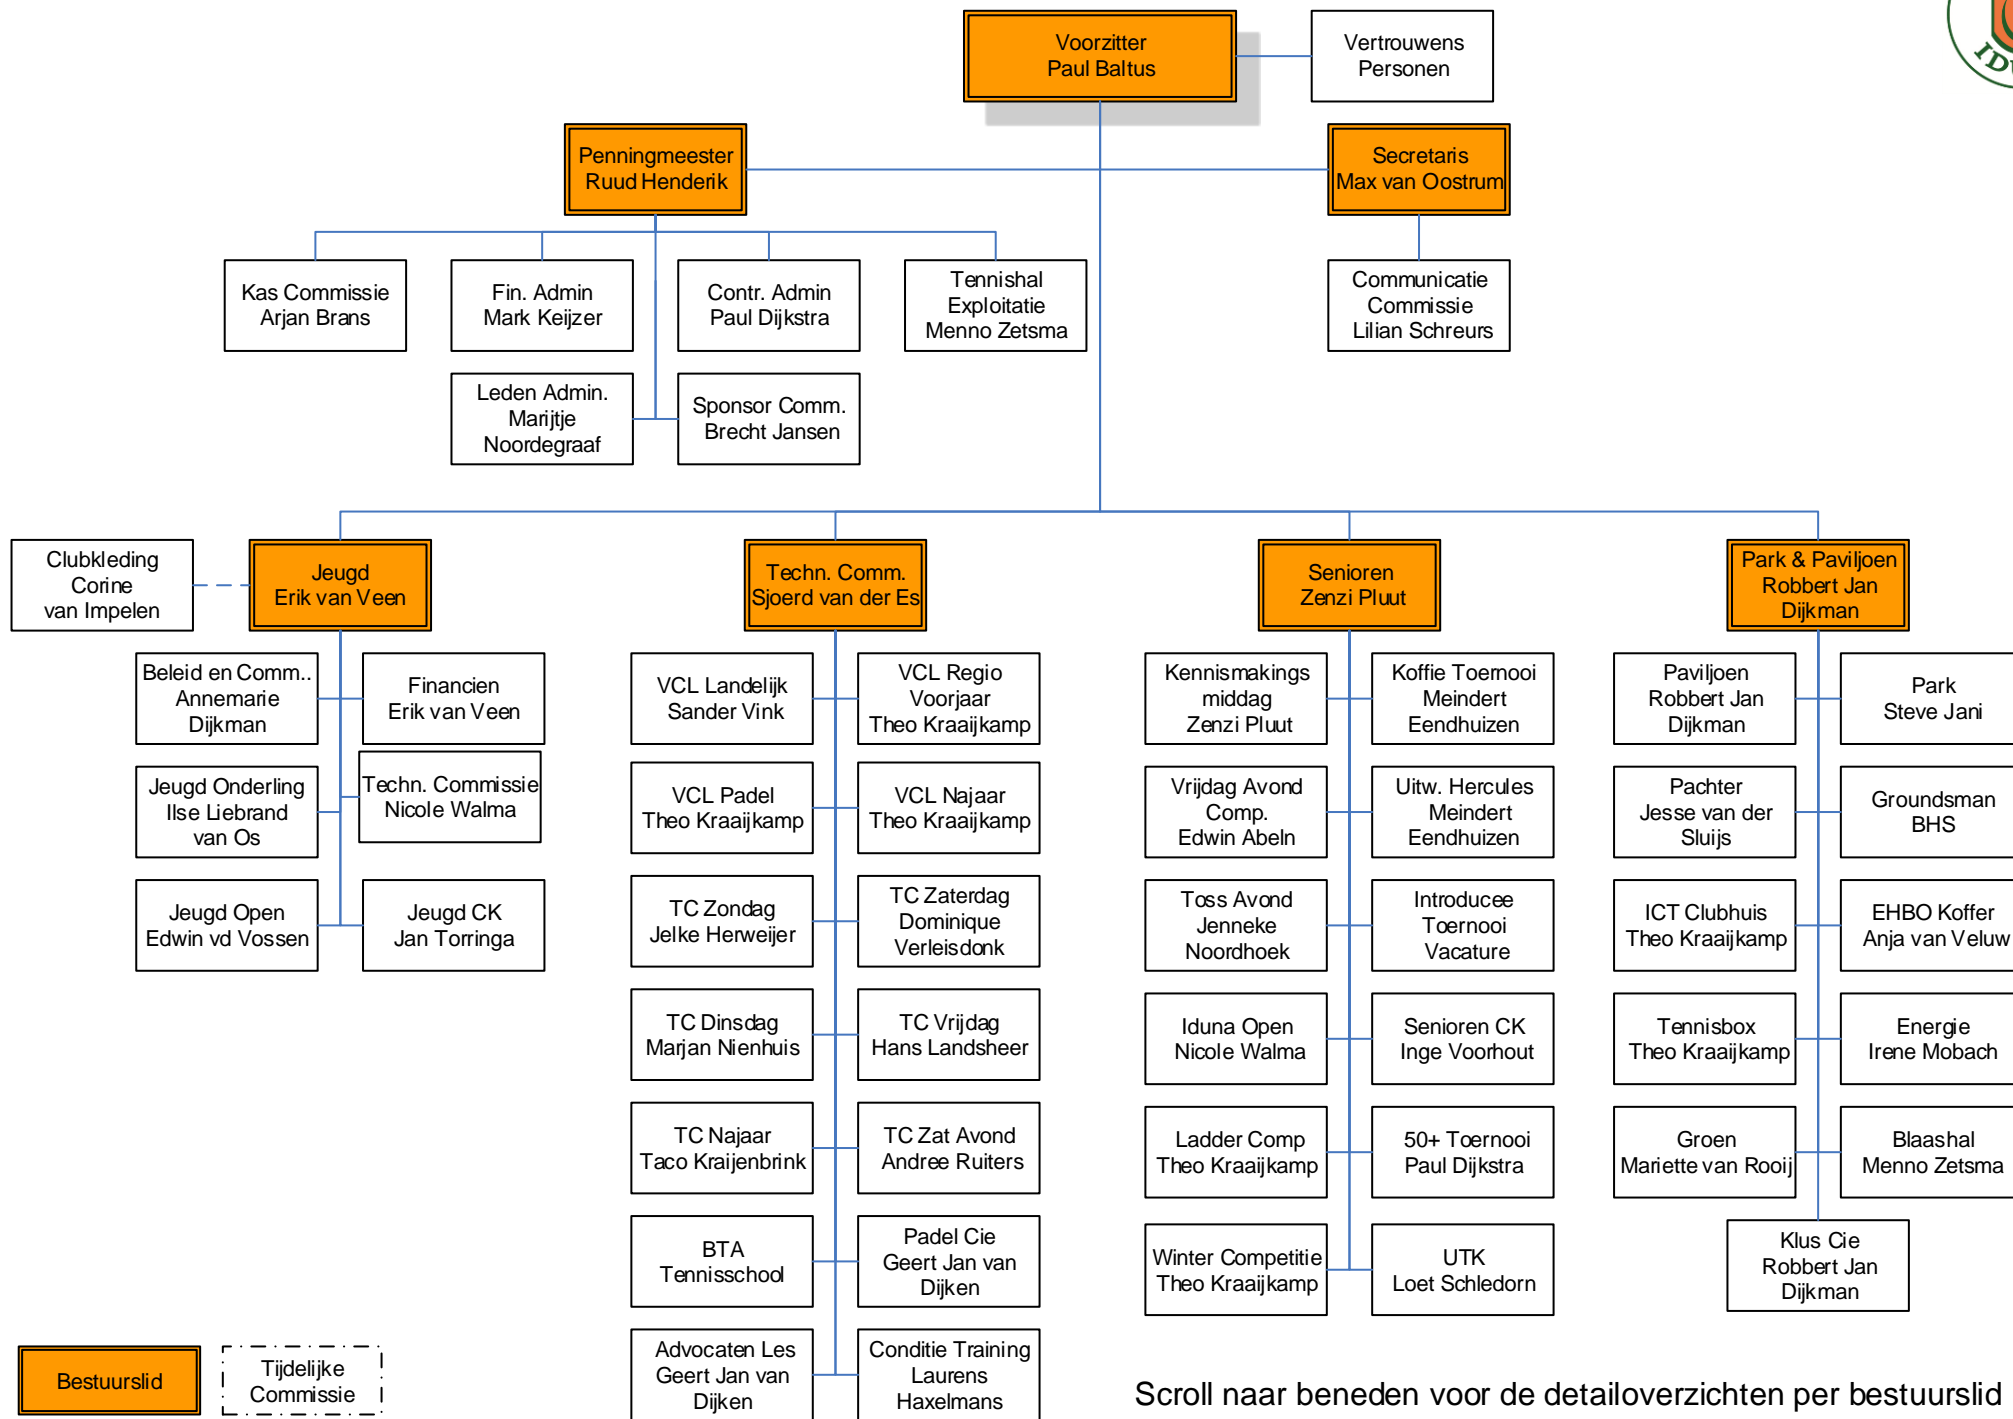 Voorzitter
Paul Baltus
Vertrouwens
Personen
Penningmeester
Ruud Henderik
Secretaris
Max van Oostrum
Kas Commissie
Arjan Brans
Fin. Admin
Mark Keijzer
Contr. Admin
Paul Dijkstra
Tennishal
Exploitatie
Menno Zetsma
Communicatie
Commissie
Lilian Schreurs
Leden Admin.
Marijtje
Noordegraaf
Sponsor Comm.
Brecht Jansen
Clubkleding
Corine
van Impelen
Jeugd
Erik van Veen
Techn. Comm.
Sjoerd van der Es
Senioren
Zenzi Pluut
Park & Paviljoen
Robbert Jan
Dijkman
Beleid en Comm..
Annemarie
Dijkman
Financien
Erik van Veen
Jeugd Onderling
Ilse Liebrand
van Os
Techn. Commissie
Nicole Walma
Jeugd Open
Edwin vd Vossen
Jeugd CK
Jan Torringa
VCL Landelijk
Sander Vink
VCL Regio
Voorjaar
Theo Kraaijkamp
VCL Padel
Theo Kraaijkamp
VCL Najaar
Theo Kraaijkamp
TC Zondag
Jelke Herweijer
TC Zaterdag
Dominique
Verleisdonk
TC Dinsdag
Marjan Nienhuis
TC Vrijdag
Hans Landsheer
TC Najaar
Taco Kraijenbrink
TC Zat Avond
Andree Ruiters
BTA
Tennisschool
Padel Cie
Geert Jan van
Dijken
Advocaten Les
Geert Jan van
Dijken
Conditie Training
Laurens
Haxelmans
Kennismakings
middag
Zenzi Pluut
Koffie Toernooi
Meindert
Eendhuizen
Vrijdag Avond
Comp.
Edwin Abeln
Uitw. Hercules
Meindert
Eendhuizen
Toss Avond
Jenneke
Noordhoek
Introducee
Toernooi
Vacature
Iduna Open
Nicole Walma
Senioren CK
Inge Voorhout
Ladder Comp
Theo Kraaijkamp
50+ Toernooi
Paul Dijkstra
Winter Competitie
Theo Kraaijkamp
UTK
Loet Schledorn
Paviljoen
Robbert Jan
Dijkman
Park
Steve Jani
Pachter
Jesse van der
Sluijs
Groundsman
BHS
ICT Clubhuis
Theo Kraaijkamp
EHBO Koffer
Anja van Veluw
Tennisbox
Theo Kraaijkamp
Energie
Irene Mobach
Groen
Mariette van Rooij
Blaashal
Menno Zetsma
Klus Cie
Robbert Jan
Dijkman
Bestuurslid
Tijdelijke
Commissie
Scroll naar beneden voor de detailoverzichten per bestuurslid